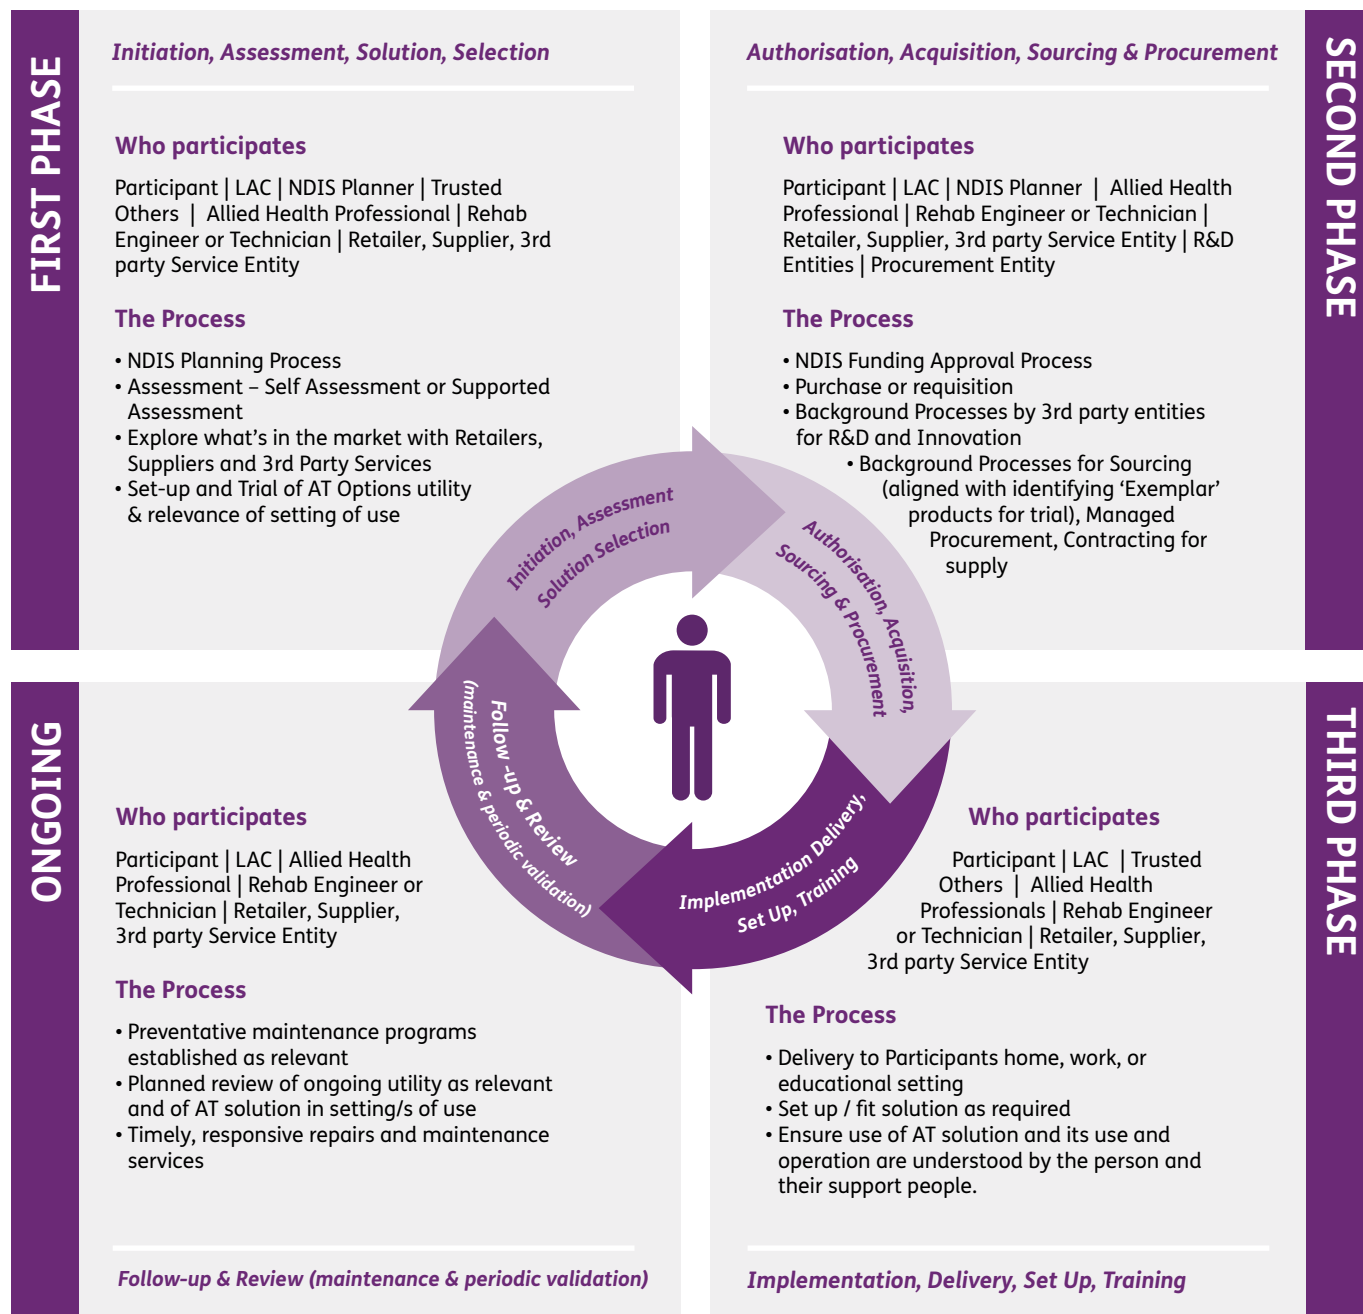 FIRST PHASE
Initiation, Assessment, Solution, Selection
Who participates
Participant | LAC | NDIS Planner | Trusted
Others | Allied Health Professional | Rehab
Engineer or Technician | Retailer, Supplier, 3rd
party Service Entity
The Process
• NDIS Planning Process
• Assessment – Self Assessment or Supported
Assessment
• Explore what's in the market with Retailers,
Suppliers and 3rd Party Services
• Set-up and Trial of AT Options utility
& relevance of setting of use
SECOND PHASE
Authorisation, Acquisition, Sourcing & Procurement
Who participates
Participant | LAC | NDIS Planner | Allied Health
Professional | Rehab Engineer or Technician |
Retailer, Supplier, 3rd party Service Entity | R&D
Entities | Procurement Entity
The Process
• NDIS Funding Approval Process
• Purchase or requisition
• Background Processes by 3rd party entities
for R&D and Innovation
• Background Processes for Sourcing
(aligned with identifying 'Exemplar'
products for trial), Managed
Procurement, Contracting for
supply
Initiation, Assessment
Solution Selection
Authorisation, Acquisition,
Sourcing & Procurement
Implementation Delivery,
Set Up, Training
Follow -up & Review
(maintenance & periodic validation)
ONGOING
Who participates
Participant | LAC | Allied Health
Professional | Rehab Engineer or
Technician | Retailer, Supplier,
3rd party Service Entity
The Process
• Preventative maintenance programs
established as relevant
• Planned review of ongoing utility as relevant
and of AT solution in setting/s of use
• Timely, responsive repairs and maintenance
services
Follow-up & Review (maintenance & periodic validation)
THIRD PHASE
Who participates
Participant | LAC | Trusted
Others | Allied Health
Professionals | Rehab Engineer
or Technician | Retailer, Supplier,
3rd party Service Entity
The Process
• Delivery to Participants home, work, or
educational setting
• Set up / fit solution as required
• Ensure use of AT solution and its use and
operation are understood by the person and
their support people.
Implementation, Delivery, Set Up, Training